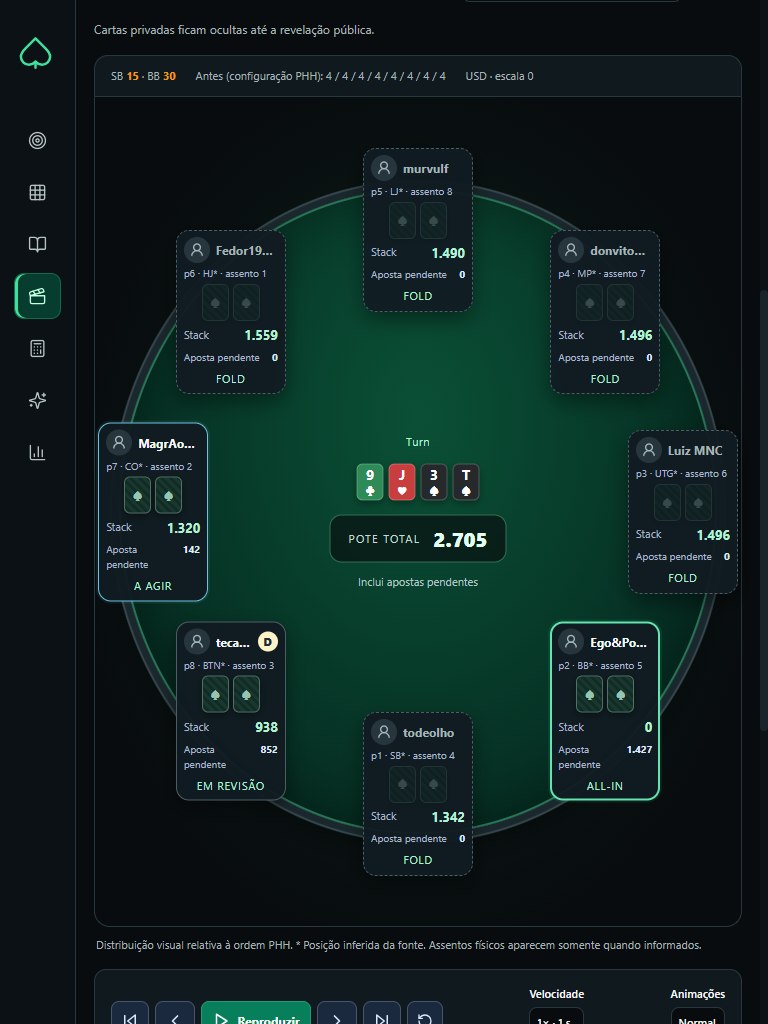 Cartas privadas ficam ocultas até a revelação pública.
SB 15 · BB 30 Antes (configuração PHH): 4 / 4 / 4 / 4 / 4 / 4 / 4 / 4 USD · escala 0
murvulf
p5 · LJ* · assento 8
Stack 1.490
Aposta pendente 0
FOLD
Fedor19...
p6 · HJ* · assento 1
Stack 1.559
Aposta pendente 0
FOLD
donvito...
p4 · MP* · assento 7
Stack 1.496
Aposta pendente 0
FOLD
MagrAo...
p7 · CO* · assento 2
Stack 1.320
Aposta pendente 142
A AGIR
Turn
9 J 3 T
POTE TOTAL 2.705
Inclui apostas pendentes
Luiz MNC
p3 · UTG* · assento 6
Stack 1.496
Aposta pendente 0
FOLD
teca... D
p8 · BTN* · assento 3
Stack 938
Aposta pendente 852
EM REVISÃO
todeolho
p1 · SB* · assento 4
Stack 1.342
Aposta pendente 0
FOLD
Ego&Po...
p2 · BB* · assento 5
Stack 0
Aposta pendente 1.427
ALL-IN
Distribuição visual relativa à ordem PHH. * Posição inferida da fonte. Assentos físicos aparecem somente quando informados.
Velocidade Animações
Reproduzir 1x · 1 s Normal